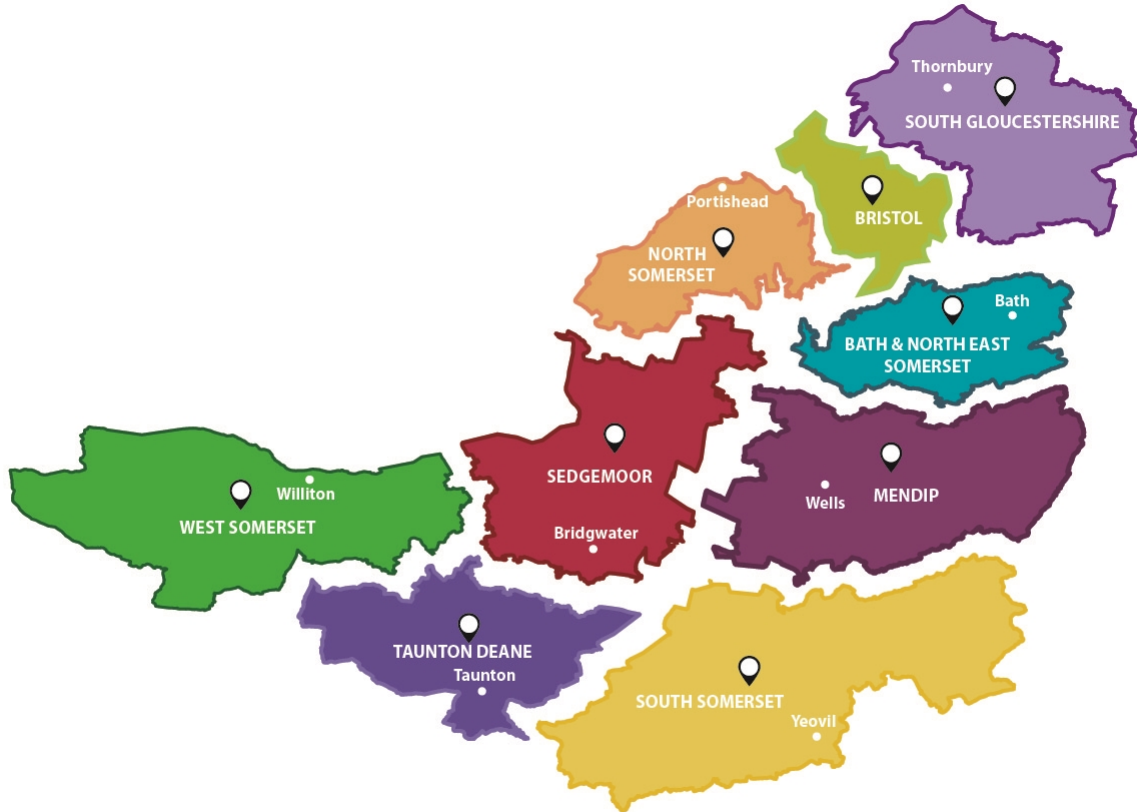 Thornbury
SOUTH GLOUCESTERSHIRE
Portishead
BRISTOL
NORTH
SOMERSET
Bath
BATH & NORTH EAST
SOMERSET
SEDGEMOOR
Bridgwater
Wells
MENDIP
Williton
WEST SOMERSET
TAUNTON DEANE
Taunton
SOUTH SOMERSET
Yeovil